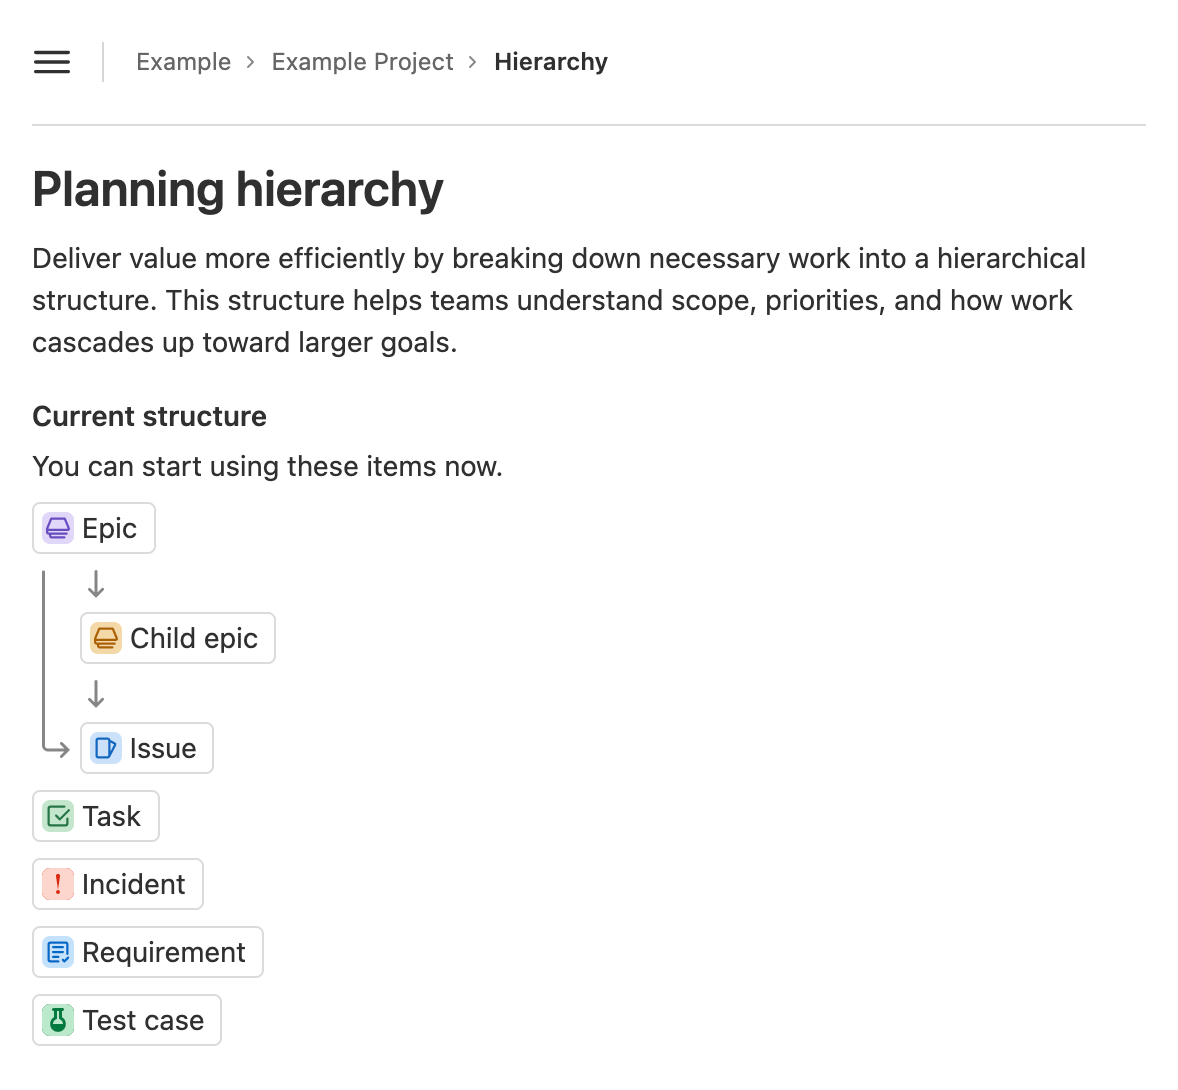 Example > Example Project > Hierarchy
Planning hierarchy
Deliver value more efficiently by breaking down necessary work into a hierarchical
structure. This structure helps teams understand scope, priorities, and how work
cascades up toward larger goals.
Current structure
You can start using these items now.
Epic
Child epic
Issue
Task
Incident
Requirement
Test case